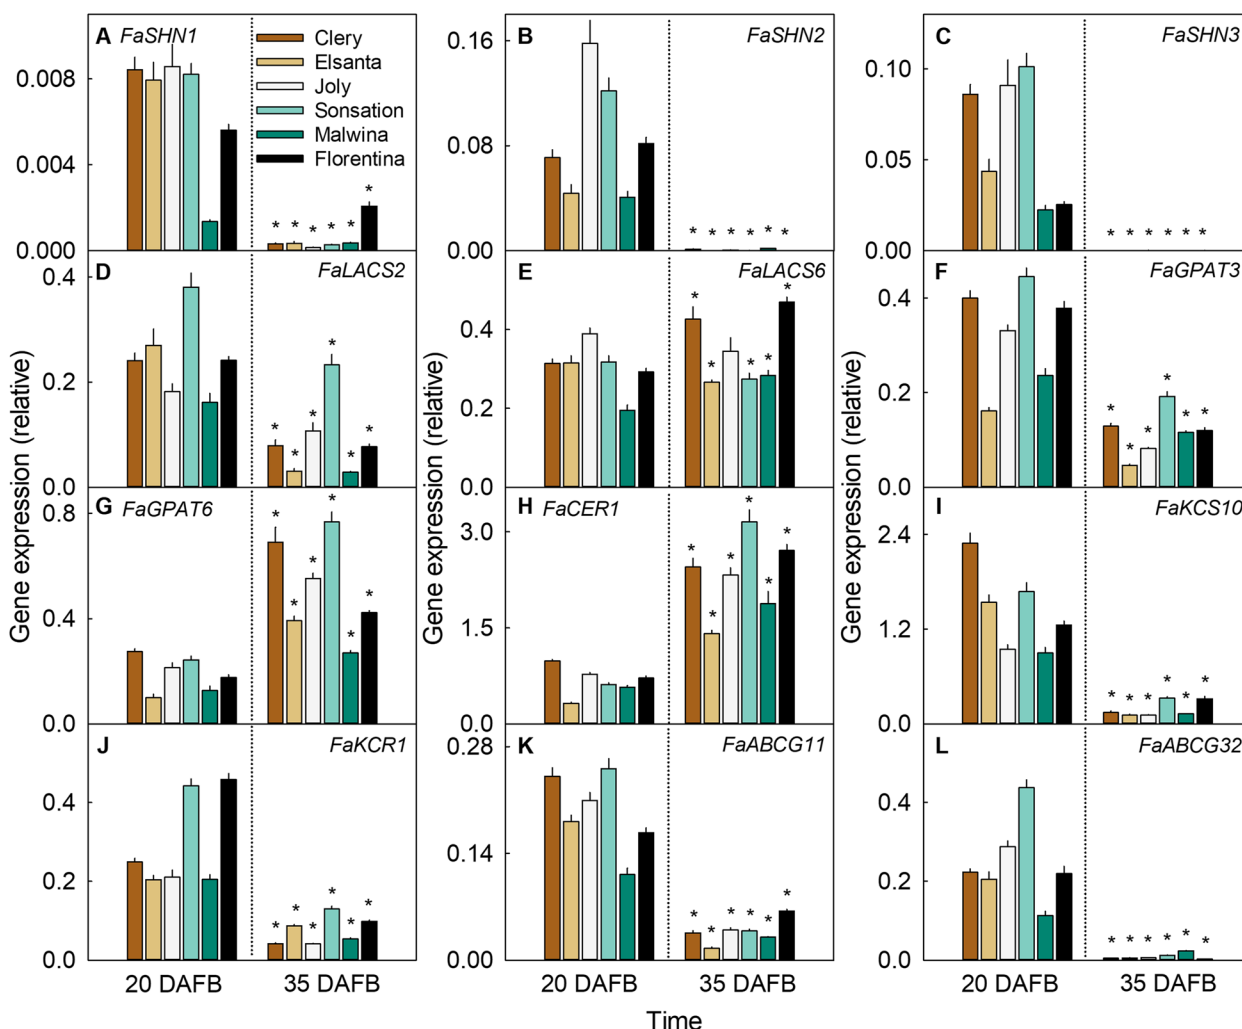 A FaSHN1
Clery
Elsanta
Joly
Sonsation
Malwina
Florentina
0.008
0.004
0.000
* * * * * *
B FaSHN2
0.16
0.08
0.00
* * * * * *
C FaSHN3
0.10
0.05
0.00
* * * * * *
D FaLACS2
0.4
0.2
0.0
* * * * * *
E FaLACS6
0.4
0.2
0.0
* * * * *
F FaGPAT3
0.4
0.2
0.0
* * * * * *
G FaGPAT6
0.8
0.4
0.0
* * * * * *
H FaCER1
3.0
1.5
0.0
* * * * * *
I FaKCS10
2.4
1.2
0.0
* * * * * *
J FaKCR1
0.4
0.2
0.0
* * * * * *
K FaABCG11
0.28
0.14
0.00
* * * * * *
L FaABCG32
0.4
0.2
0.0
* * * * * *
Gene expression (relative)
Gene expression (relative)
Gene expression (relative)
20 DAFB 35 DAFB
20 DAFB 35 DAFB
20 DAFB 35 DAFB
Time